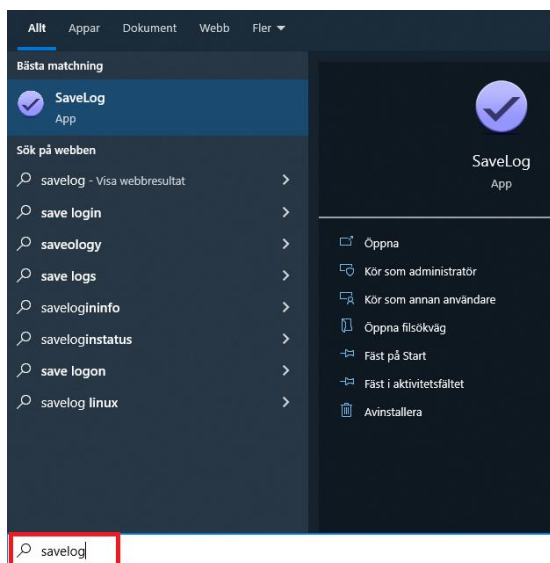 Allt Appar Dokument Webb Fler
Bästa matchning
SaveLog
App
Sök på webben
savelog - Visa webbresultat
save login
saveology
save logs
savelogininfo
saveloginstatus
save logon
savelog linux
SaveLog
App
Öppna
Kör som administratör
Kör som annan användare
Öppna filsökväg
Fäst på Start
Fäst i aktivitetsfältet
Avinstallera
savelog